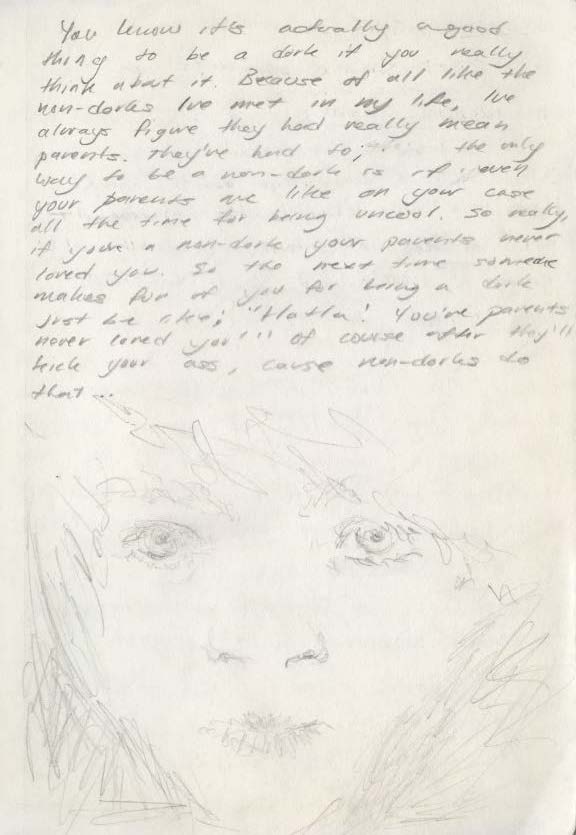 You know it's actually a good
thing to be a dork if you really
think about it. Because of all like the
non-dorks Ive met in my life, Ive
always figure they had really mean
parents. They've had to; the only
way to be a non-dork is if even
your parents are like on your case
all the time for being uncool. So really,
if you're a non-dork your parents never
loved you. So the next time someone
makes fun of you for being a dork
just be like; "HaHa! You're parents
never loved you!" Of course after they'll
kick your ass, cause non-dorks do
that...